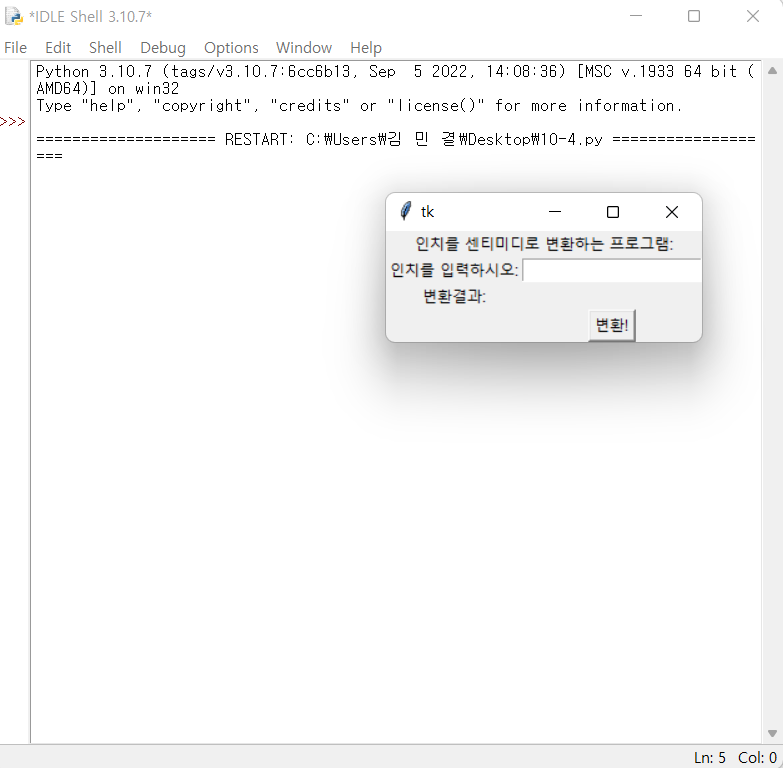 *IDLE Shell 3.10.7*
File Edit Shell Debug Options Window Help
Python 3.10.7 (tags/v3.10.7:6cc6b13, Sep  5 2022, 14:08:36) [MSC v.1933 64 bit (
AMD64)] on win32
Type "help", "copyright", "credits" or "license()" for more information.
>>>
==================== RESTART: C:₩Users₩김 민 결₩Desktop₩10-4.py ================
===
tk
인치를 센티미디로 변환하는 프로그램:
인치를 입력하시오:
변환결과:
변환!
Ln: 5 Col: 0